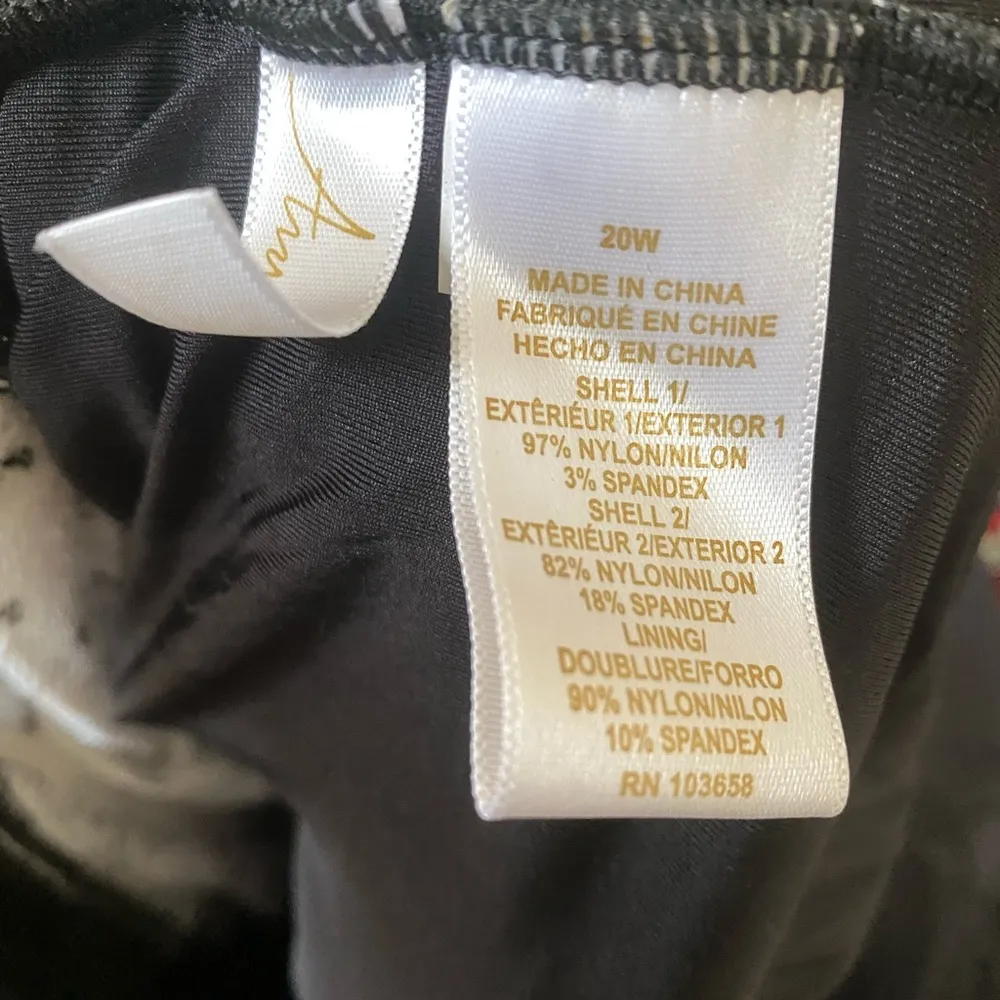 20W
MADE IN CHINA
FABRIQUÉ EN CHINE
HECHO EN CHINA
SHELL 1/
EXTÊRIÉUR 1/EXTERIOR 1
97% NYLON/NILON
3% SPANDEX
SHELL 2/
EXTÊRIÉUR 2/EXTERIOR 2
82% NYLON/NILON
18% SPANDEX
LINING/
DOUBLURE/FORRO
90% NYLON/NILON
10% SPANDEX
RN 103658